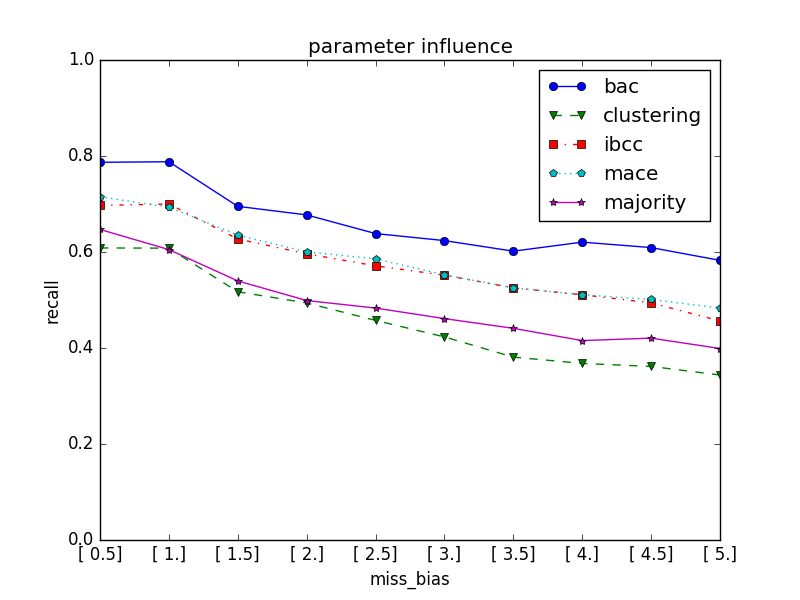 parameter influence
bac
clustering
ibcc
mace
majority
recall
1.0
0.8
0.6
0.4
0.2
0.0
[ 0.5] [ 1.] [ 1.5] [ 2.] [ 2.5] [ 3.] [ 3.5] [ 4.] [ 4.5] [ 5.]
miss_bias